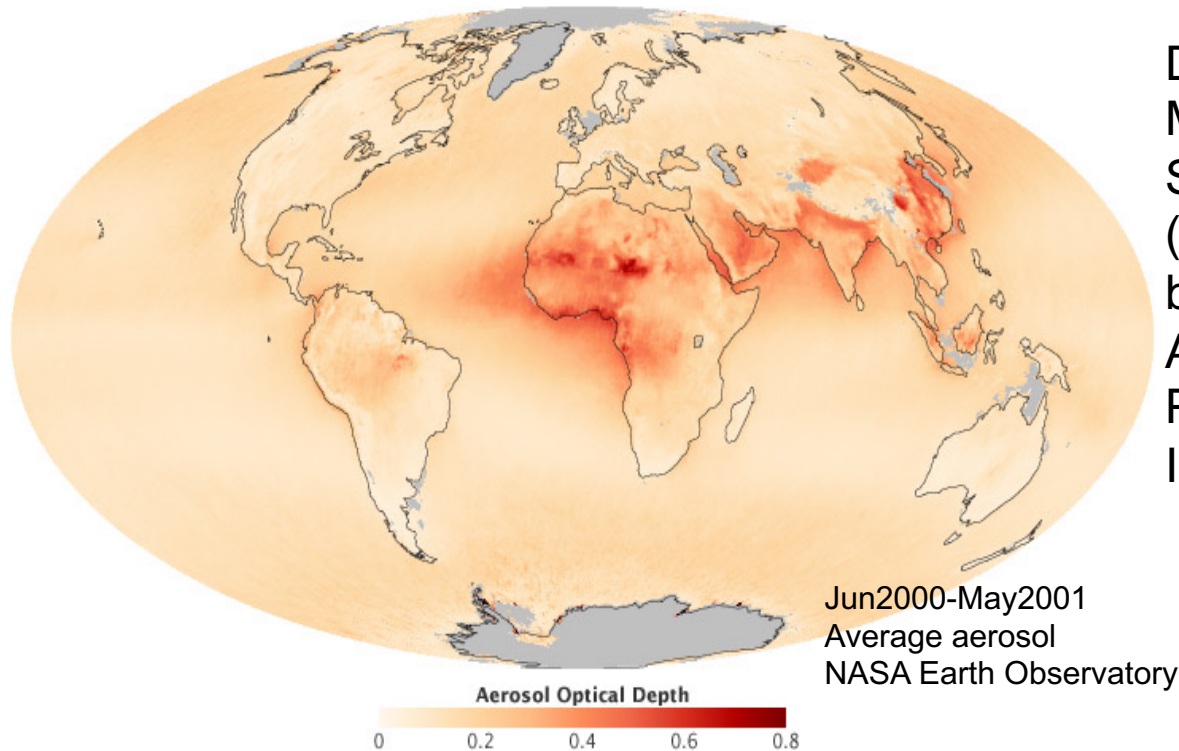 D
M
S
(
b
A
Jun2000-May2001
Average aerosol
NASA Earth Observatory
Aerosol Optical Depth
0 0.2 0.4 0.6 0.8